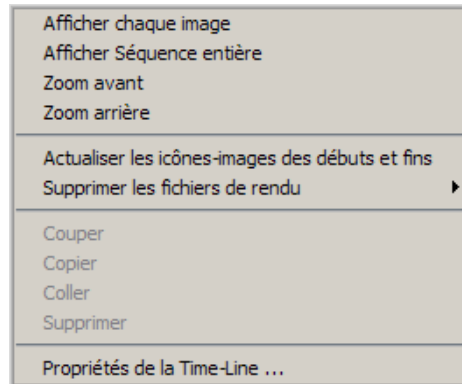 Afficher chaque image
Afficher Séquence entière
Zoom avant
Zoom arrière
Actualiser les icônes-images des débuts et fins
Supprimer les fichiers de rendu
Couper
Copier
Coller
Supprimer
Propriétés de la Time-Line ...